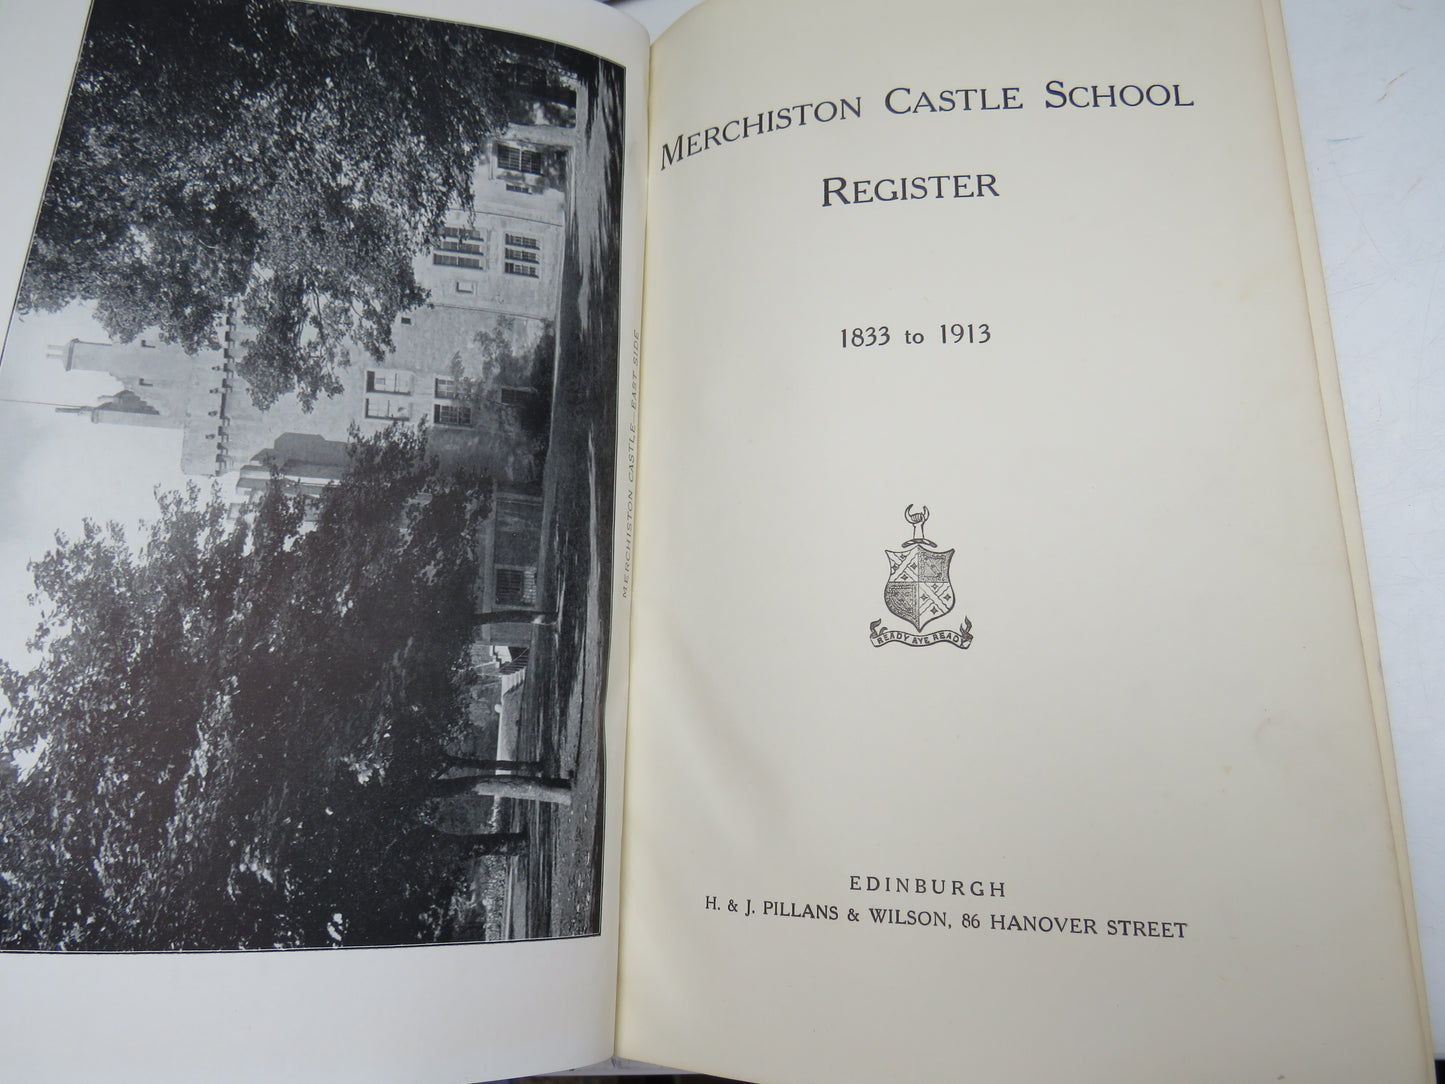 MERCHISTON CASTLE—EAST SIDE
MERCHISTON CASTLE SCHOOL
REGISTER
1833 to 1913
READY AYE READY
EDINBURGH
H. & J. PILLANS & WILSON, 86 HANOVER STREET